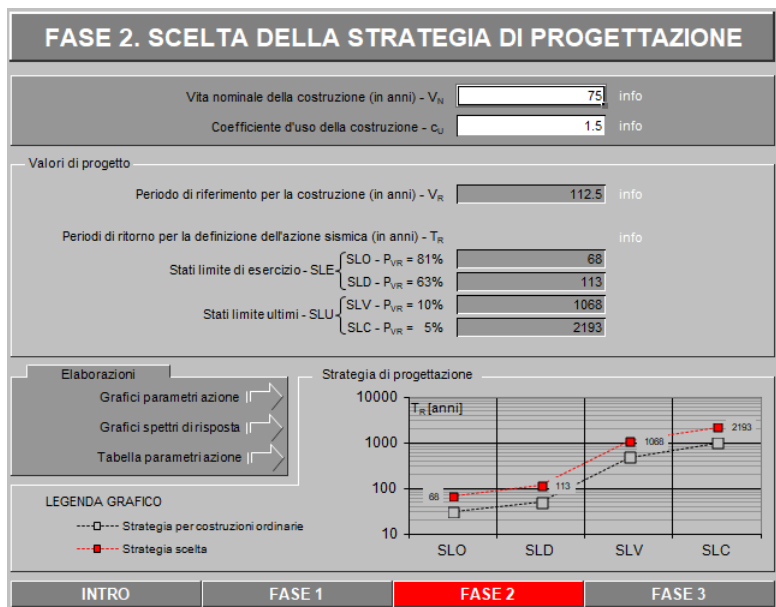 FASE 2. SCELTA DELLA STRATEGIA DI PROGETTAZIONE
Vita nominale della costruzione (in anni) - VN 75 info
Coefficiente d'uso della costruzione - cU 1.5 info
Valori di progetto
Periodo di riferimento per la costruzione (in anni) - VR 112.5 info
Periodi di ritorno per la definizione dell'azione sismica (in anni) - TR info
Stati limite di esercizio - SLE
SLO - PVR = 81% 68
SLD - PVR = 63% 113
Stati limite ultimi - SLU
SLV - PVR = 10% 1068
SLC - PVR = 5% 2193
Elaborazioni
Grafici parametri azione
Grafici spettri di risposta
Tabella parametri azione
LEGENDA GRAFICO
Strategia per costruzioni ordinarie
Strategia scelta
Strategia di progettazione
TR [anni]
10000
1000
100
10
68
113
1068
2193
SLO SLD SLV SLC
INTRO FASE 1 FASE 2 FASE 3